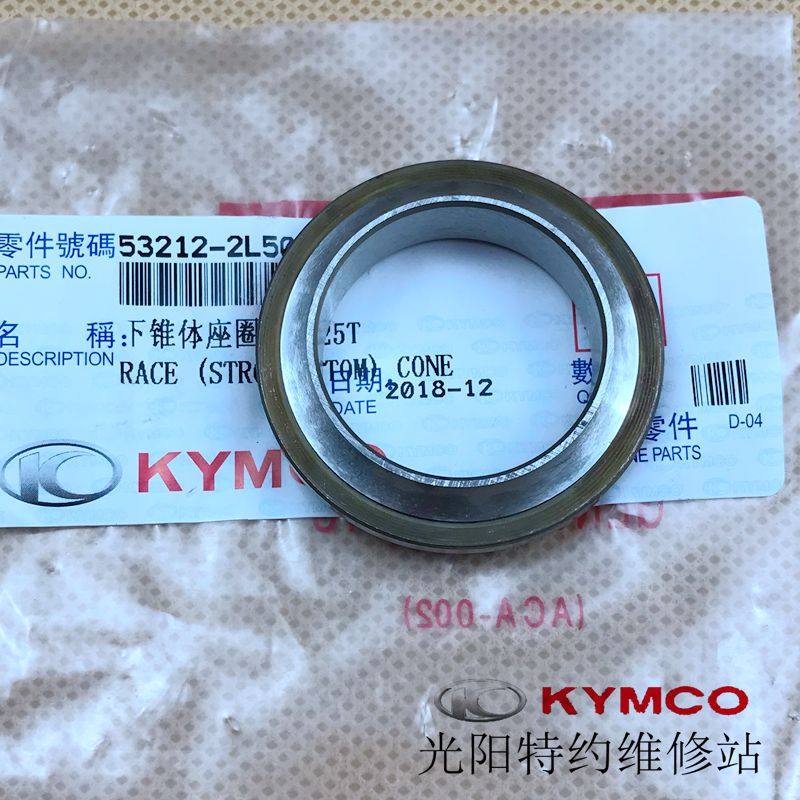 零件號碼 53212-2L50
PARTS NO.
名 稱: 下锥体座圈 25T
DESCRIPTION RACE (STR TOM) CONE
日期 2018-12
DATE
數
零件 D-04
PARTS
KYMCO
(ACA-002)
KYMCO
光阳特约维修站